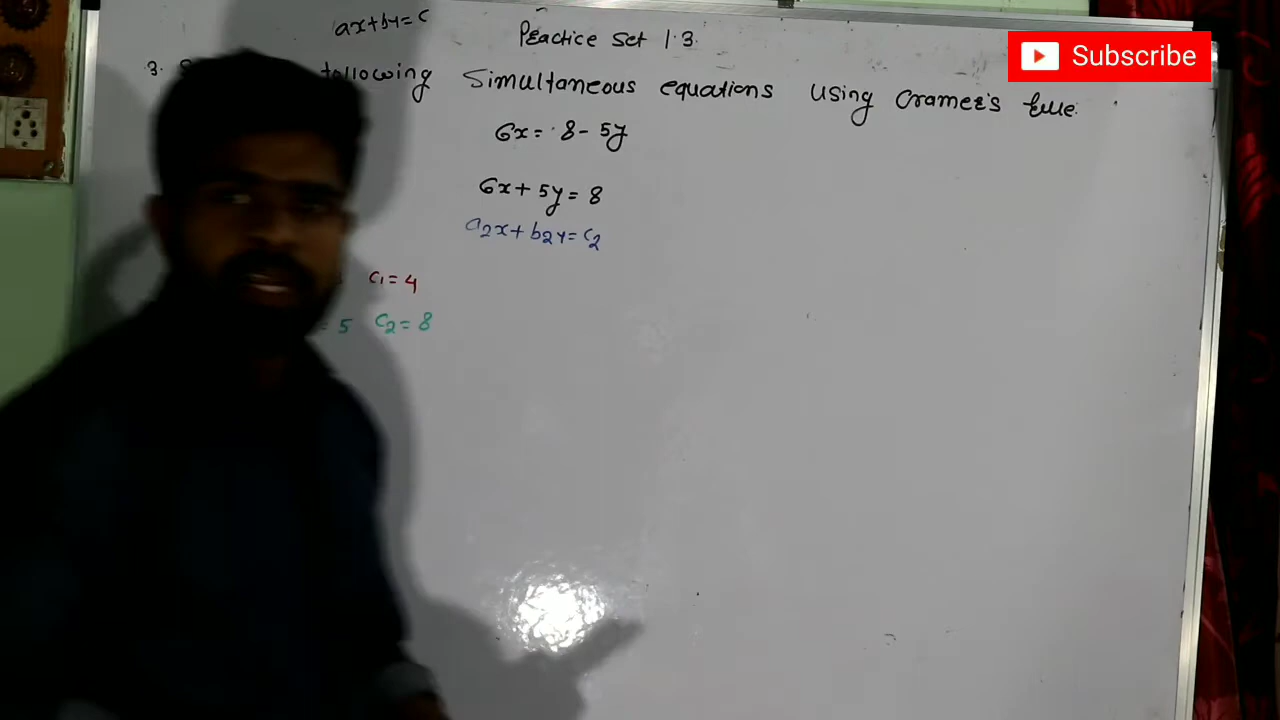 ax+by=c
Practice Set 1.3
Subscribe
3. following Simultaneous equations using Cramer's rule.
6x = 8 - 5y
6x + 5y = 8
a2x + b2y = c2
c1 = 4
= 5 c2 = 8